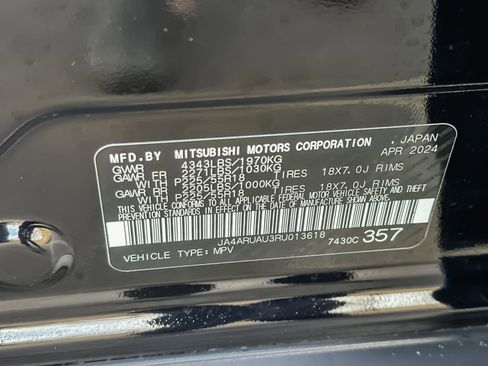 MFD.BY MITSUBISHI MOTORS CORPORATION, JAPAN
GVWR 4343LBS/1970KG APR 2024
GAWR FR 2271LBS/1030KG
WITH P225/55R18 TIRES 18X7.0J RIMS
GAWR RR 2205LBS/1000KG
WITH P225/55R18 TIRES 18X7.0J RIMS
THIS VEHICLE CONFORMS TO ALL APPLICABLE FEDERAL MOTOR VEHICLE SAFETY, BUMPER, AND THEFT
PREVENTION STANDARDS IN EFFECT ON THE DATE OF MANUFACTURE SHOWN ABOVE.
JA4ARUAU3RU013618
VEHICLE TYPE: MPV 7430C 357